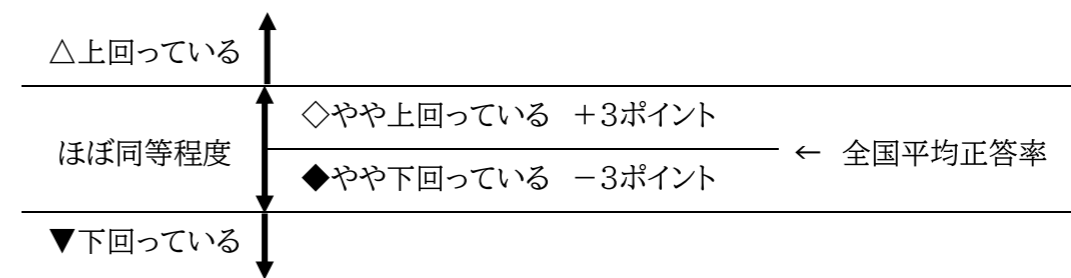 △上回っている
◇やや上回っている ＋3ポイント
ほぼ同等程度
← 全国平均正答率
◆やや下回っている －3ポイント
▼下回っている